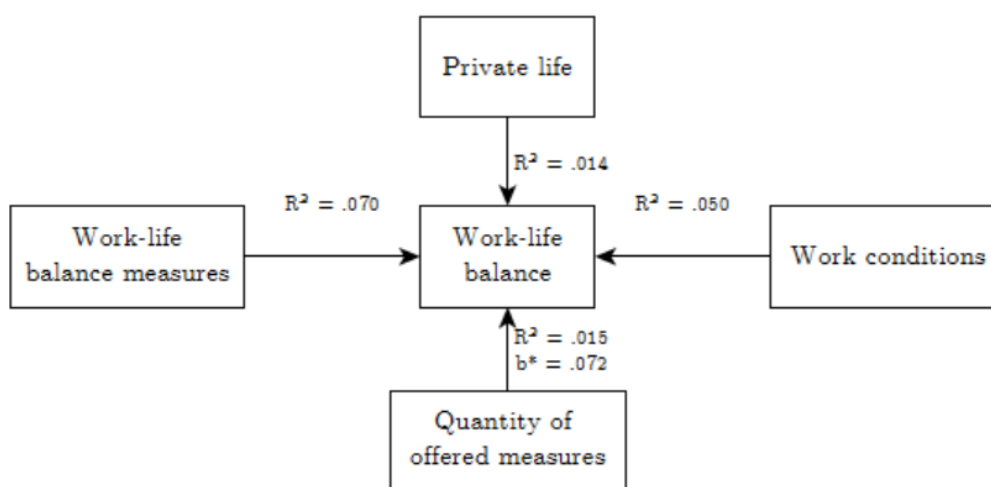 Private life
R² = .014
R² = .070
R² = .050
Work-life
balance measures
Work-life
balance
Work conditions
R² = .015
b* = .072
Quantity of
offered measures